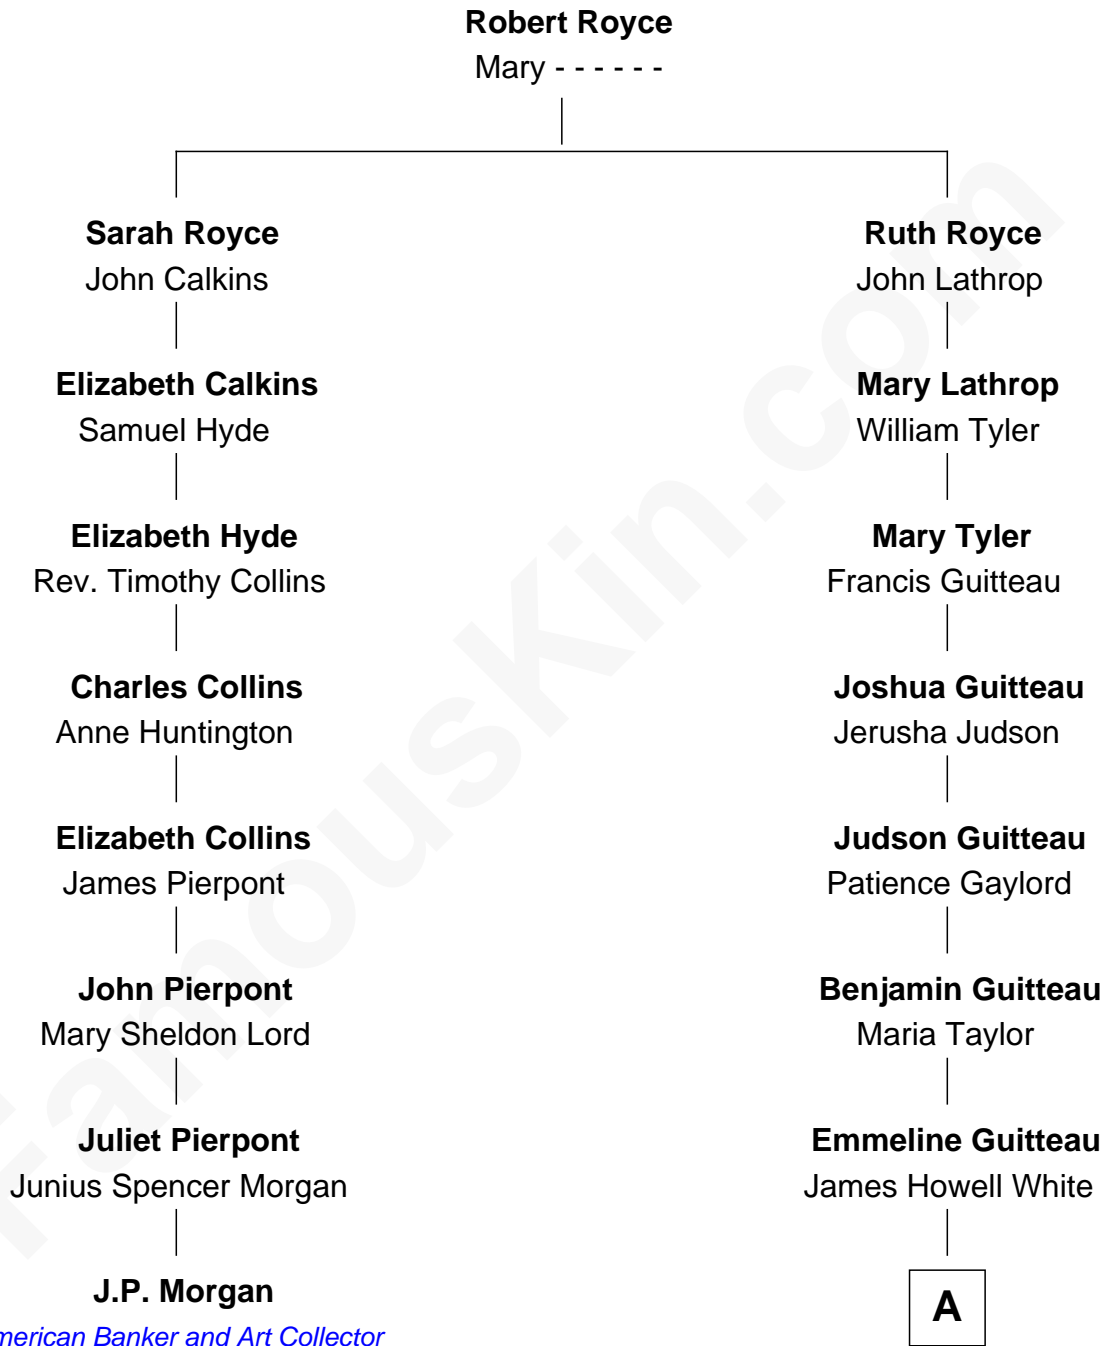 Robert Royce
Mary - - - - - -
Sarah Royce
John Calkins
Ruth Royce
John Lathrop
Elizabeth Calkins
Samuel Hyde
Mary Lathrop
William Tyler
Elizabeth Hyde
Rev. Timothy Collins
Mary Tyler
Francis Guitteau
Charles Collins
Anne Huntington
Joshua Guitteau
Jerusha Judson
Elizabeth Collins
James Pierpont
Judson Guitteau
Patience Gaylord
John Pierpont
Mary Sheldon Lord
Benjamin Guitteau
Maria Taylor
Juliet Pierpont
Junius Spencer Morgan
Emmeline Guitteau
James Howell White
J.P. Morgan
merican Banker and Art Collector
A
FamousKin.com